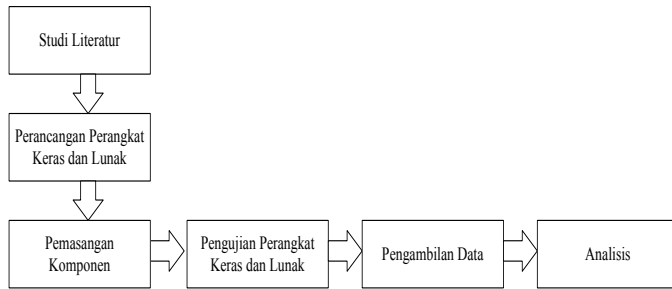 Studi Literatur
Perancangan Perangkat
Keras dan Lunak
Pemasangan
Komponen
Pengujian Perangkat
Keras dan Lunak
Pengambilan Data
Analisis